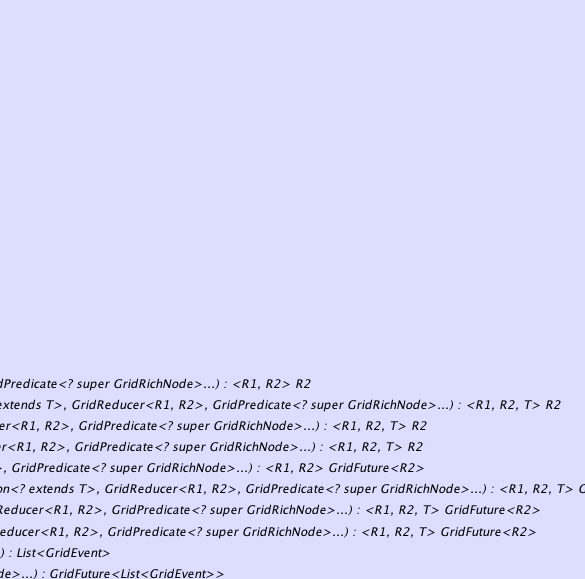 dPredicate<? super GridRichNode>...) : <R1, R2> R2
extends T>, GridReducer<R1, R2>, GridPredicate<? super GridRichNode>...) : <R1, R2, T> R2
er<R1, R2>, GridPredicate<? super GridRichNode>...) : <R1, R2, T> R2
er<R1, R2>, GridPredicate<? super GridRichNode>...) : <R1, R2, T> R2
>, GridPredicate<? super GridRichNode>...) : <R1, R2> GridFuture<R2>
on<? extends T>, GridReducer<R1, R2>, GridPredicate<? super GridRichNode>...) : <R1, R2, T> G
Reducer<R1, R2>, GridPredicate<? super GridRichNode>...) : <R1, R2, T> GridFuture<R2>
educer<R1, R2>, GridPredicate<? super GridRichNode>...) : <R1, R2, T> GridFuture<R2>
) : List<GridEvent>
de>...) : GridFuture<List<GridEvent>>